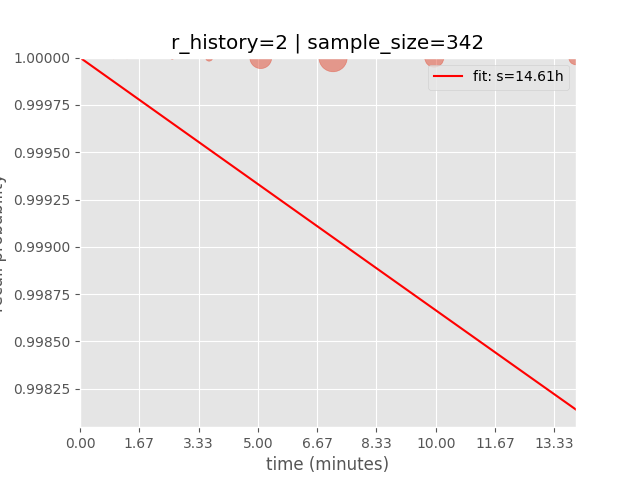 r_history=2 | sample_size=342
1.00000
0.99975
0.99950
0.99925
0.99900
0.99875
0.99850
0.99825
recall probability
fit: s=14.61h
0.00 1.67 3.33 5.00 6.67 8.33 10.00 11.67 13.33
time (minutes)